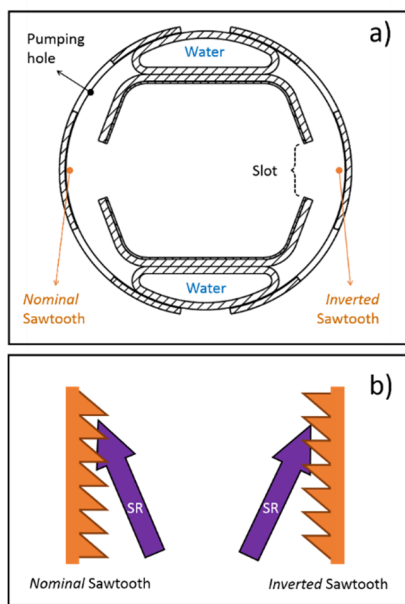 a)
Pumping
hole
Water
Slot
Water
Nominal
Sawtooth
Inverted
Sawtooth
b)
SR
SR
Nominal Sawtooth
Inverted Sawtooth